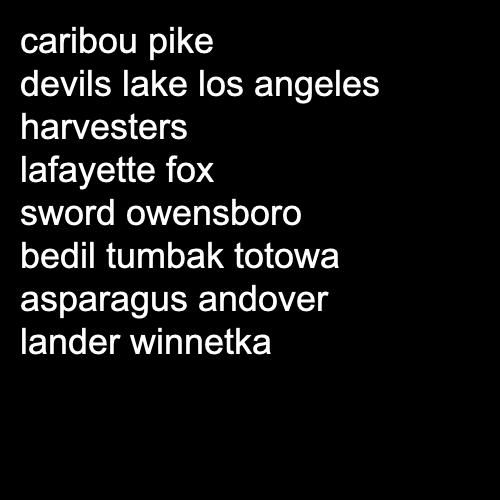 caribou pike
devils lake los angeles
harvesters
lafayette fox
sword owensboro
bedil tumbak totowa
asparagus andover
lander winnetka